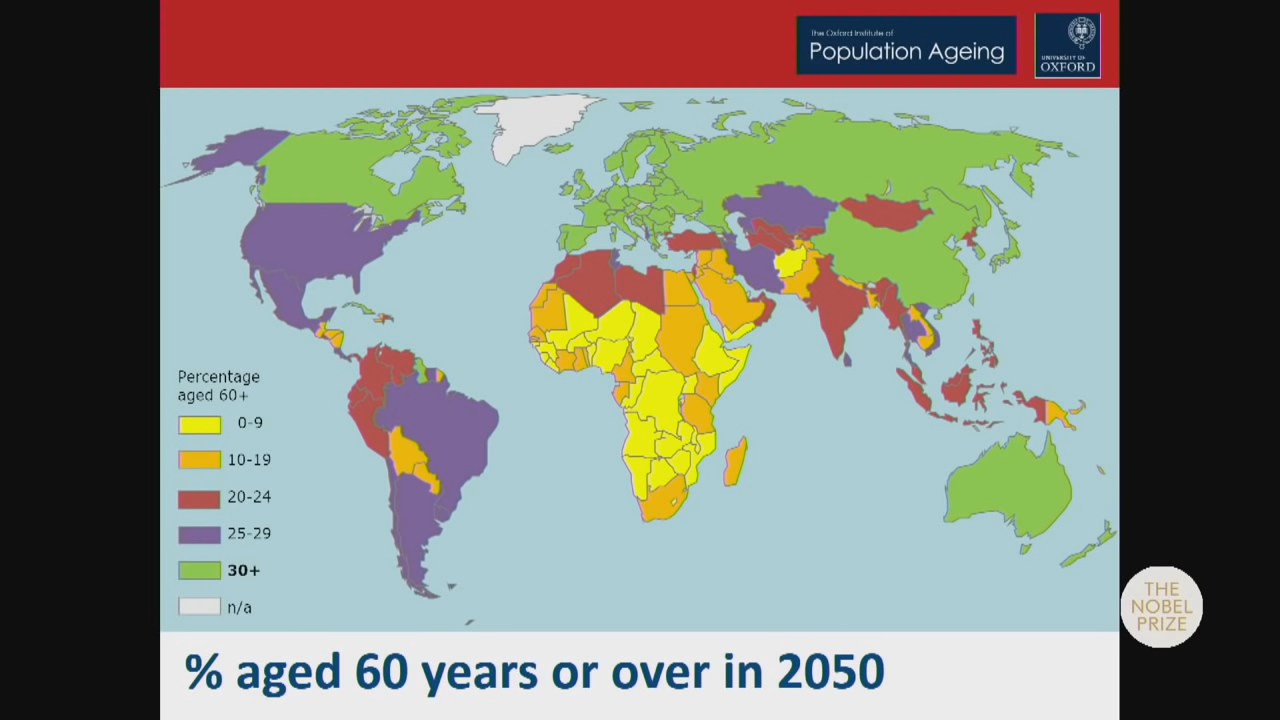 The Oxford Institute of
Population Ageing
UNIVERSITY OF
OXFORD
Percentage
aged 60+
0-9
10-19
20-24
25-29
30+
n/a
THE
NOBEL
PRIZE
% aged 60 years or over in 2050